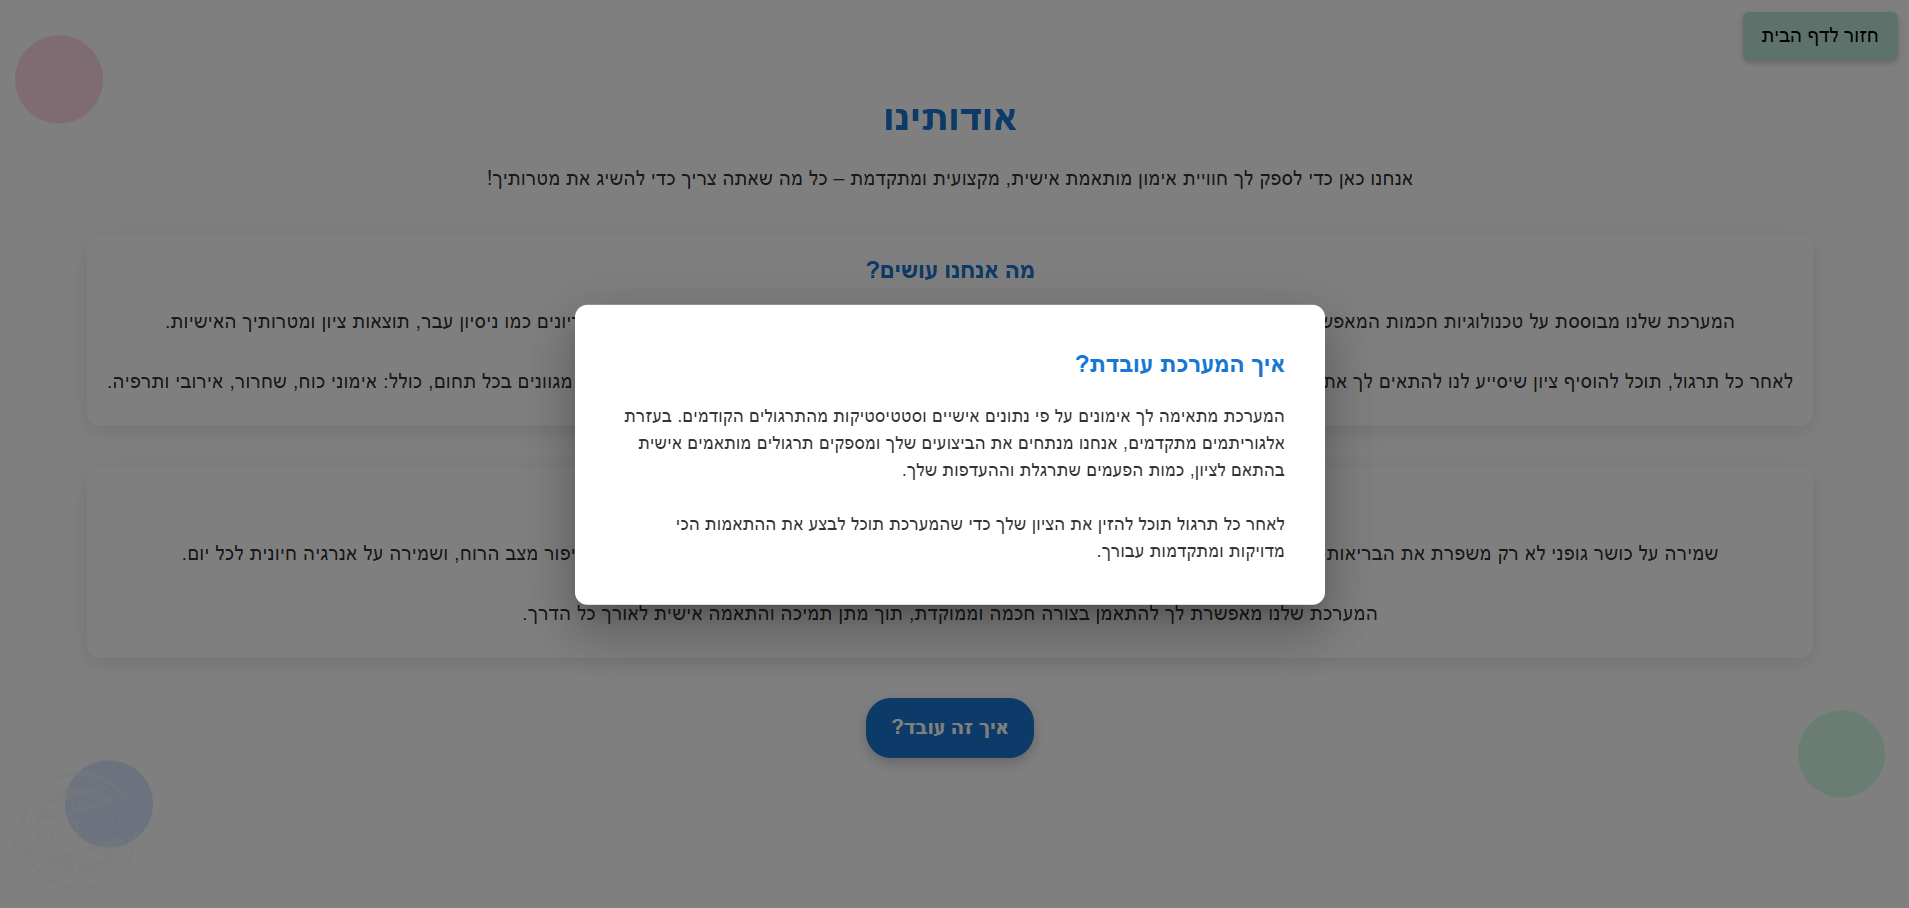 חזור לדף הבית
אודותינו
אנחנו כאן כדי לספק לך חוויית אימון מותאמת אישית, מקצועית ומתקדמת – כל מה שאתה צריך כדי להשיג את מטרותיך!
מה אנחנו עושים?
המערכת שלנו מבוססת על טכנולוגיות חכמות כמו ניסיון עבר, תוצאות ציון ומטרותיך האישיות.
לאחר כל תרגול, תוכל להוסיף ציון שיסייע לנו להתאים לך את מגוונים בכל תחום, כולל: אימוני כוח, שחרור, אירובי ותרפיה.
איך המערכת עובדת?
המערכת מתאימה לך אימונים על פי נתונים אישיים וסטטיסטיקות מהתרגולים הקודמים. בעזרת
אלגוריתמים מתקדמים, אנחנו מנתחים את הביצועים שלך ומספקים תרגולים מותאמים אישית
בהתאם לציון, כמות הפעמים שתרגלת וההעדפות שלך.
לאחר כל תרגול תוכל להזין את הציון שלך כדי שהמערכת תוכל לבצע את ההתאמות הכי
מדויקות ומתקדמות עבורך.
שמירה על כושר גופני לא רק משפרת את הבריאות מצב הרוח, ושמירה על אנרגיה חיונית לכל יום.
המערכת שלנו מאפשרת לך להתאמן בצורה חכמה וממוקדת, תוך מתן תמיכה והתאמה אישית לאורך כל הדרך.
איך זה עובד?